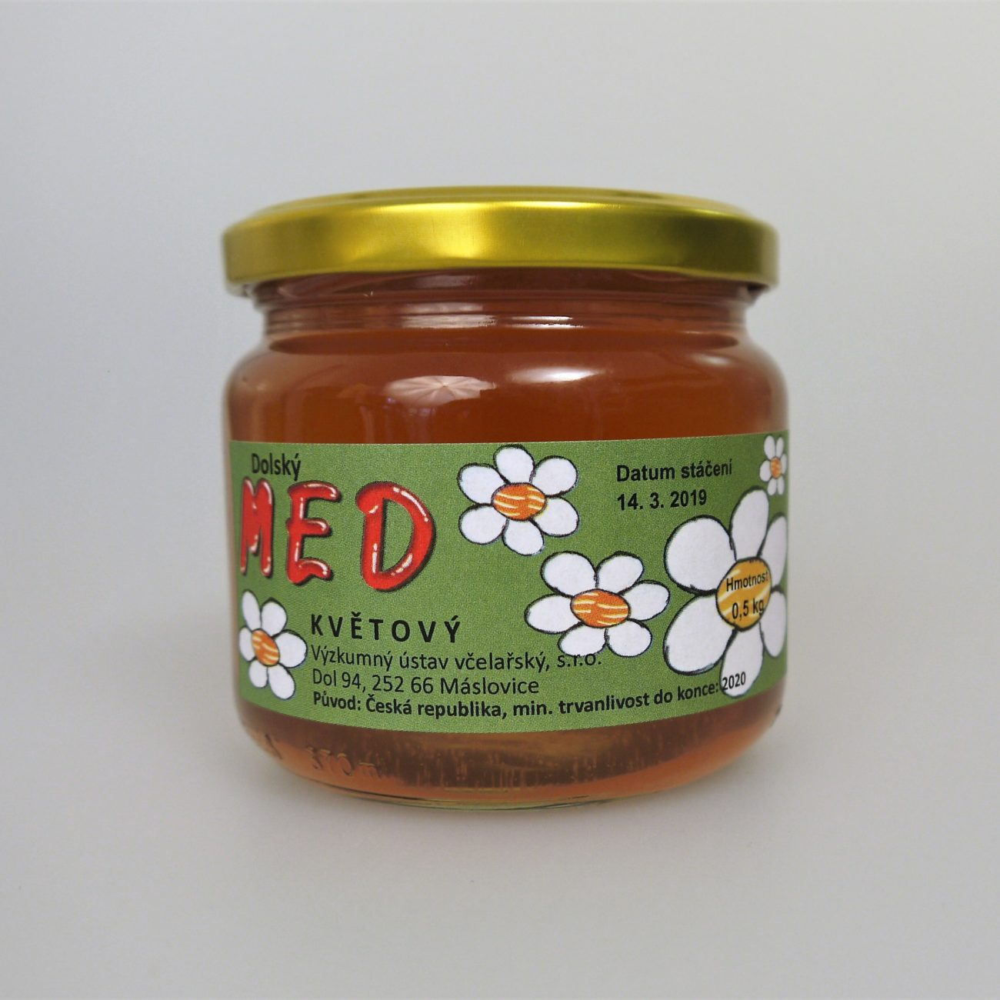 Dolský
MED
KVĚTOVÝ
Výzkumný ústav včelařský, s.r.o.
Dol 94, 252 66 Máslovice
Původ: Česká republika, min. trvanlivost do konce: 2020
Datum stáčení
14. 3. 2019
Hmotnost
0,5 kg
370 m